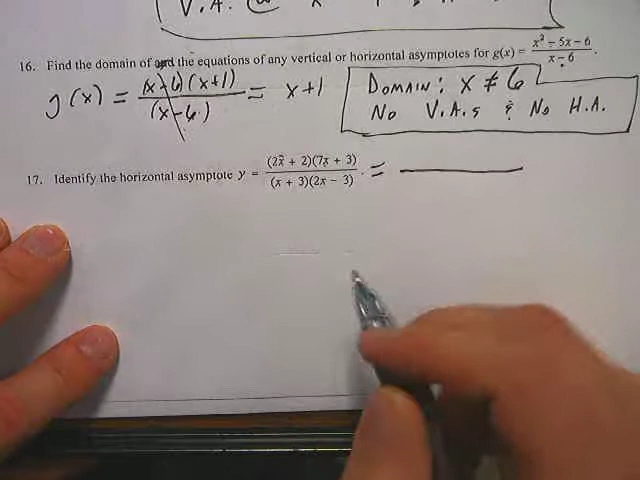 V.A. @ x
16. Find the domain of and the equations of any vertical or horizontal asymptotes for g(x) = (x² - 5x - 6)/(x - 6).
g(x) = (x-6)(x+1)/(x-6) = x+1
DOMAIN: x ≠ 6
No V.A.s & No H.A.
17. Identify the horizontal asymptote y = (2x + 2)(7x + 3)/(x + 3)(2x - 3). =